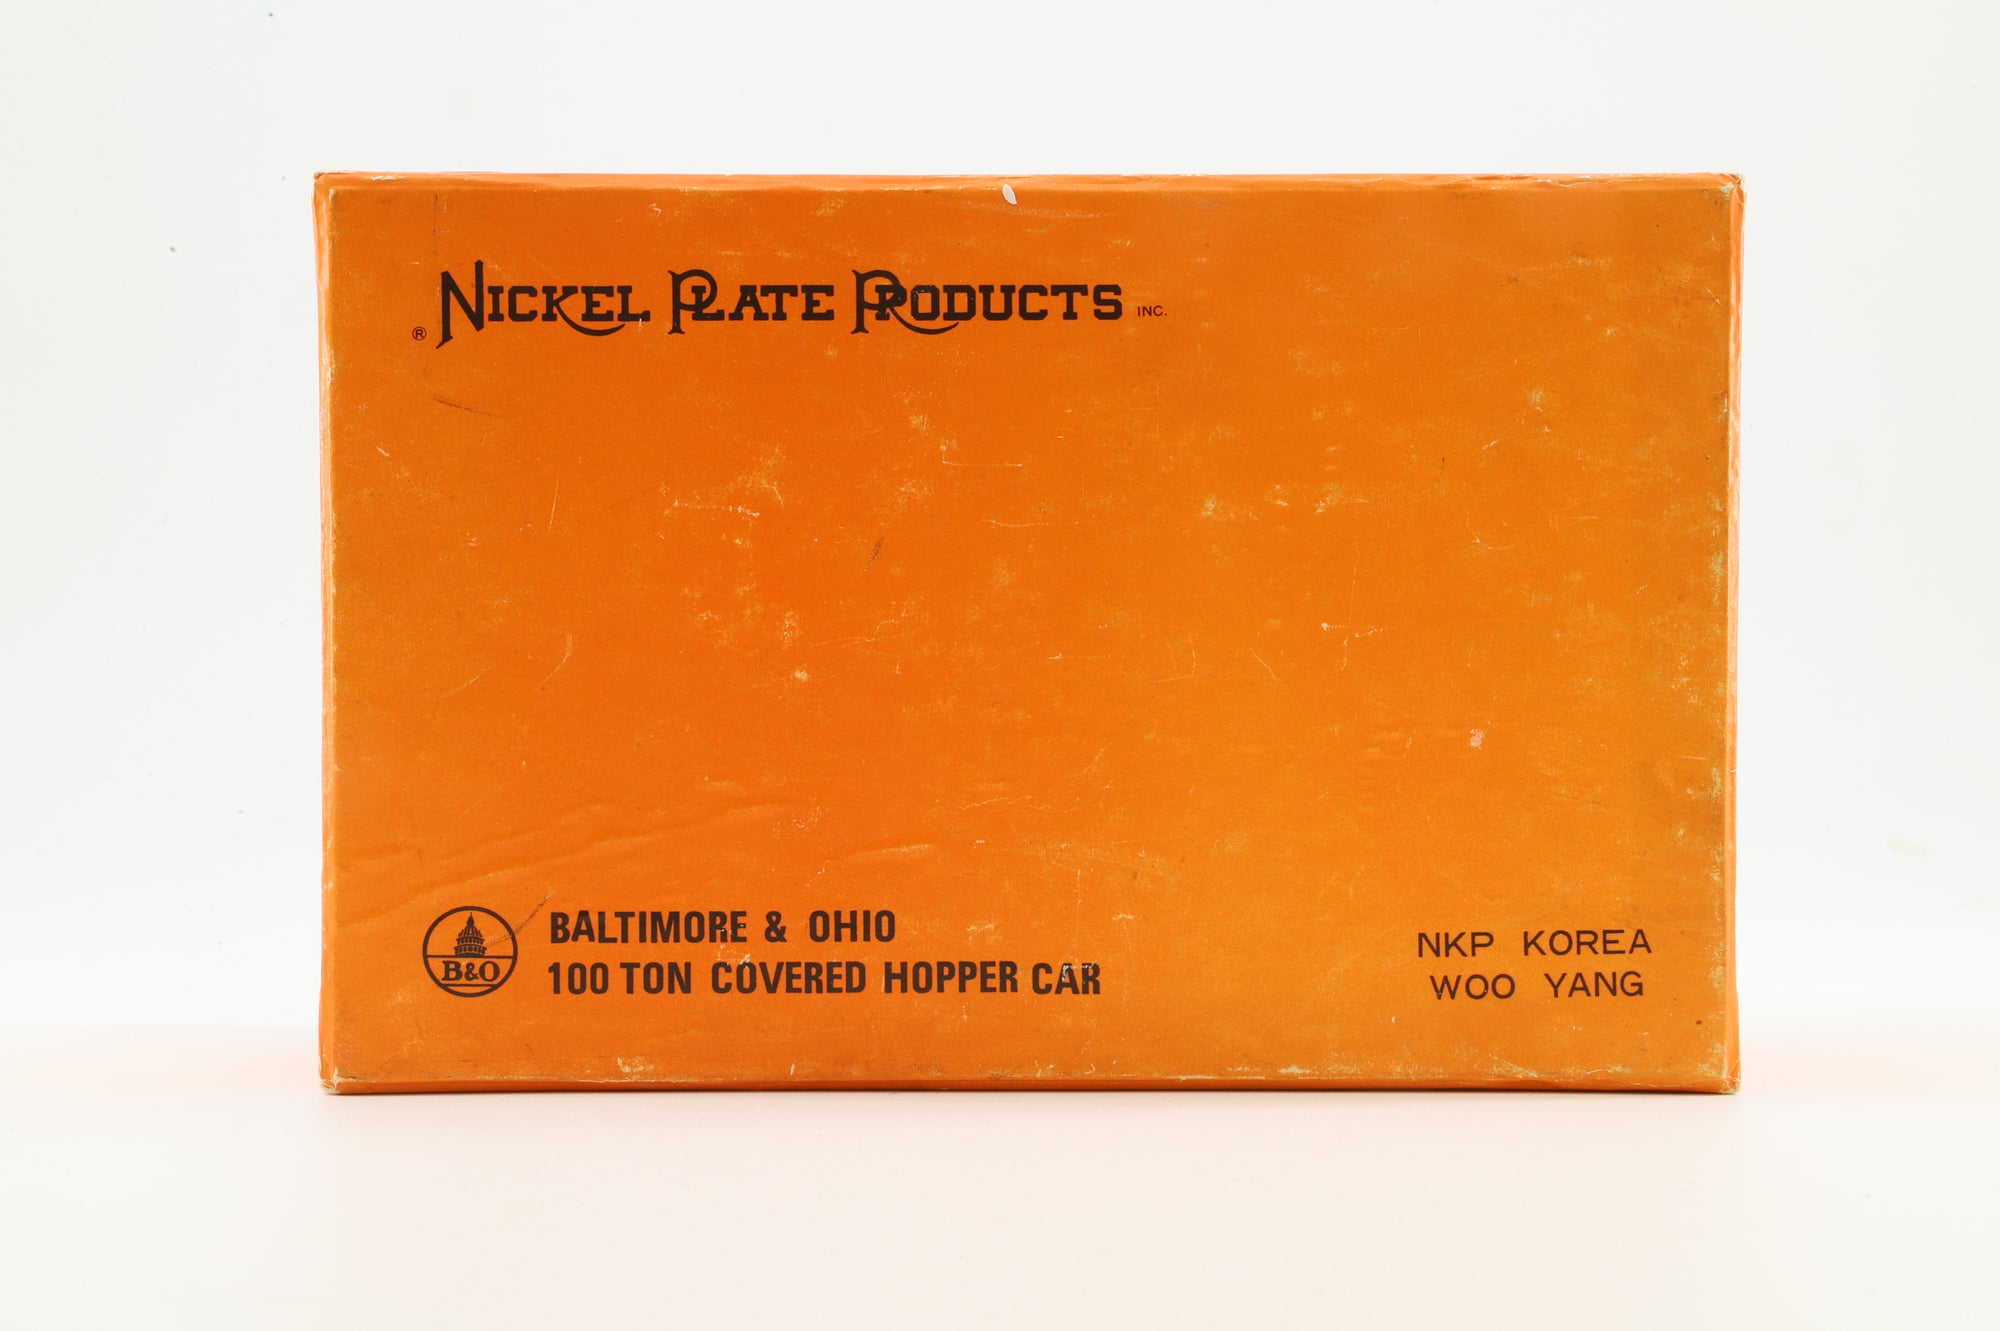 ® NICKEL PLATE PRODUCTS INC.
B&O
BALTIMORE & OHIO
100 TON COVERED HOPPER CAR
NKP KOREA
WOO YANG